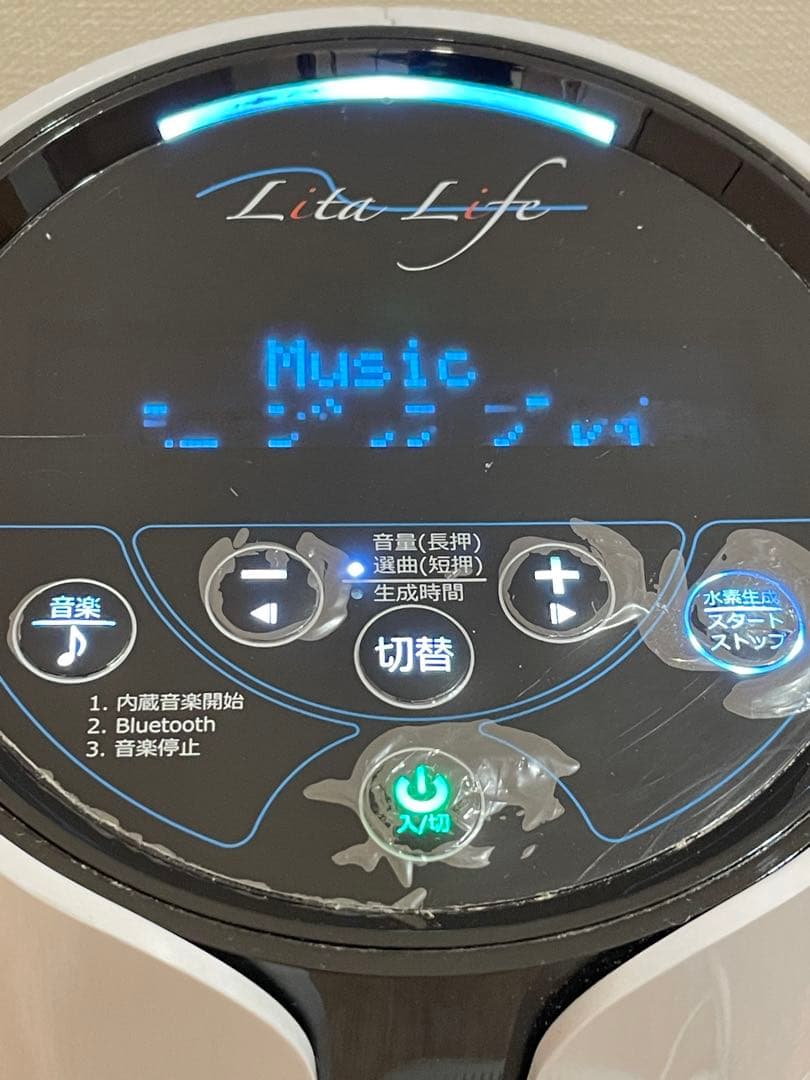 Lita Life
Music
音量(長押)
選曲(短押)
生成時間
音楽
切替
水素生成
スタート
ストップ
1. 内蔵音楽開始
2. Bluetooth
3. 音楽停止
入/切